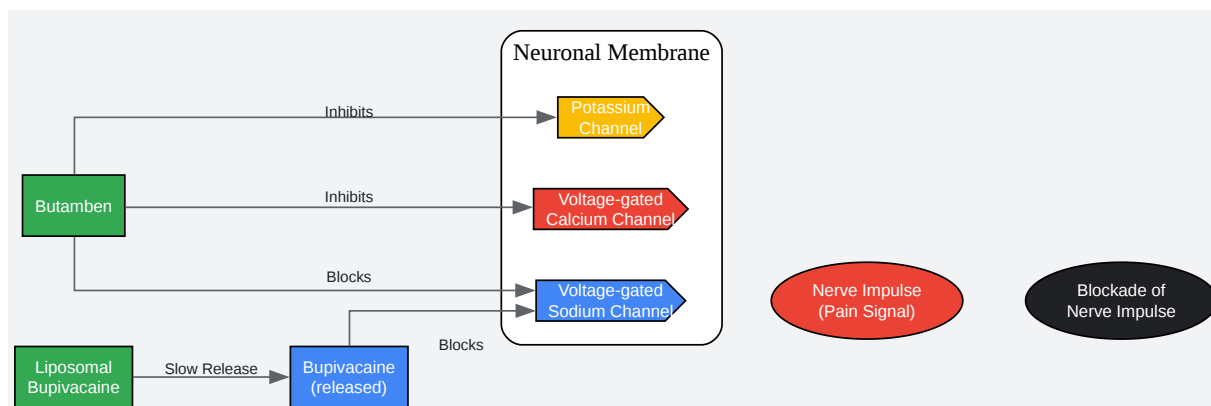 Neuronal Membrane
Inhibits
Potassium
Channel
Butamben
Inhibits
Voltage-gated
Calcium Channel
Blocks
Voltage-gated
Sodium Channel
Nerve Impulse
(Pain Signal)
Blockade of
Nerve Impulse
Blocks
Liposomal
Bupivacaine
Slow Release
Bupivacaine
(released)